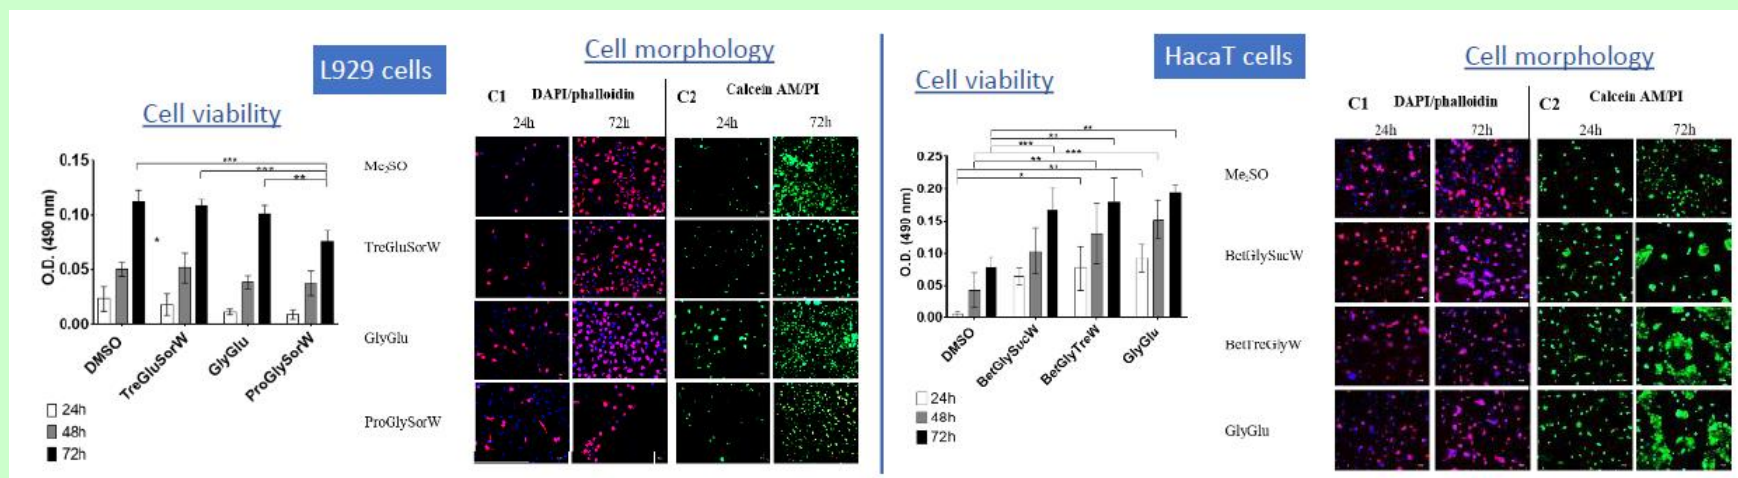 L929 cells
Cell viability
0.15
0.10
0.05
0.00
O.D. (490 nm)
***
***
**
*
DMSO
TreGluSorW
GlyGlu
ProGlySorW
24h
48h
72h
Cell morphology
C1 DAPI/phalloidin C2 Calcein AM/PI
24h 72h 24h 72h
Me₂SO
TreGluSorW
GlyGlu
ProGlySorW
HacaT cells
Cell viability
0.25
0.20
0.15
0.10
0.05
0.00
O.D. (490 nm)
**
**
***
***
**
*
DMSO
BetGlySucW
BetGlyTreW
GlyGlu
24h
48h
72h
Cell morphology
C1 DAPI/phalloidin C2 Calcein AM/PI
24h 72h 24h 72h
Me₂SO
BetGlySucW
BetTreGlyW
GlyGlu